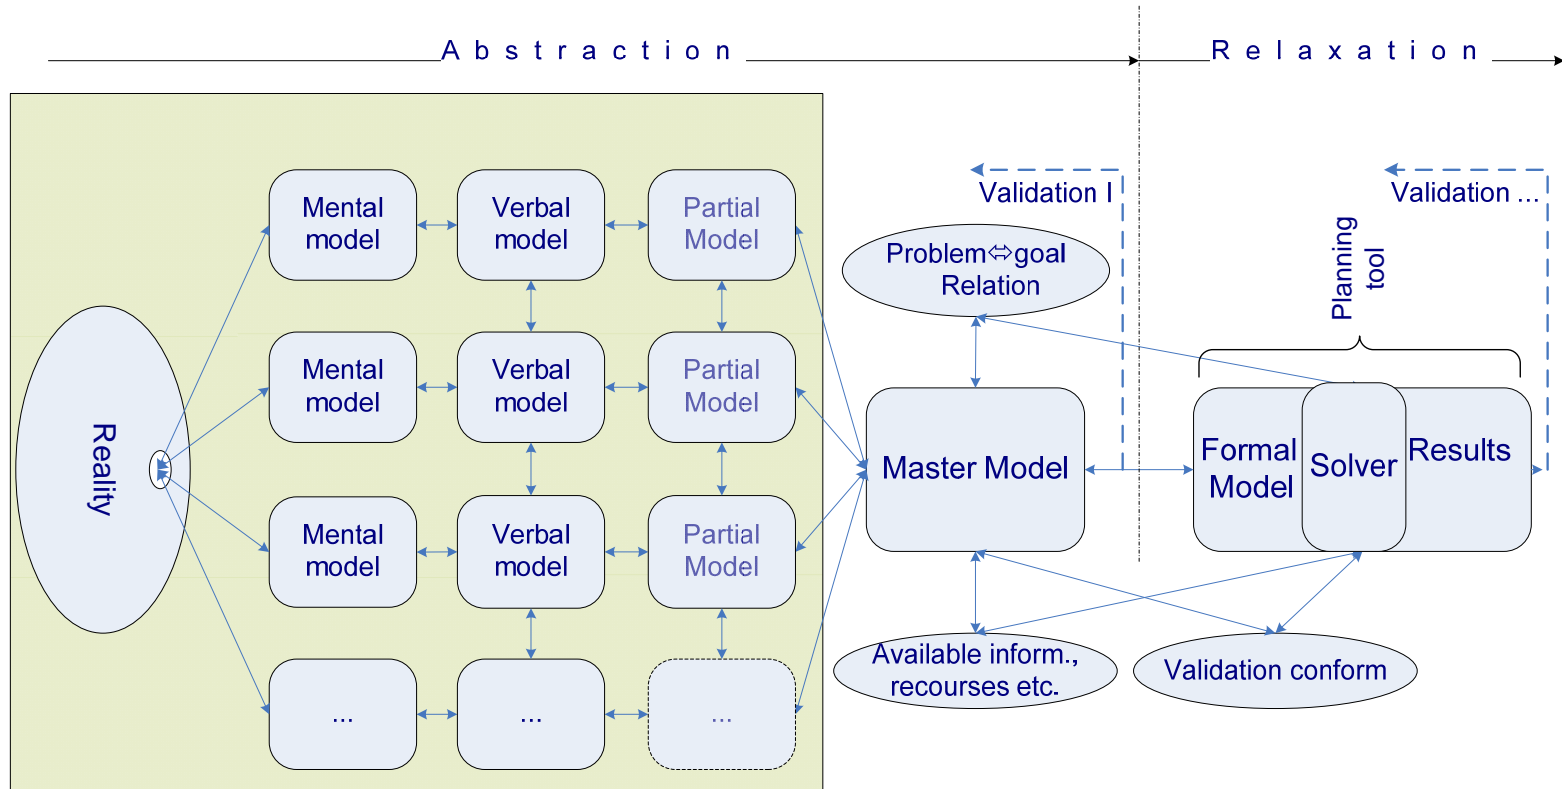 Abstraction
Relaxation
Mental
model
Verbal
model
Partial
Model
Validation I
Validation ...
Problem⇔goal
Relation
Planning
tool
Mental
model
Verbal
model
Partial
Model
Reality
Master Model
Formal
Model
Solver
Results
Mental
model
Verbal
model
Partial
Model
Available inform.,
recourses etc.
Validation conform
...
...
...